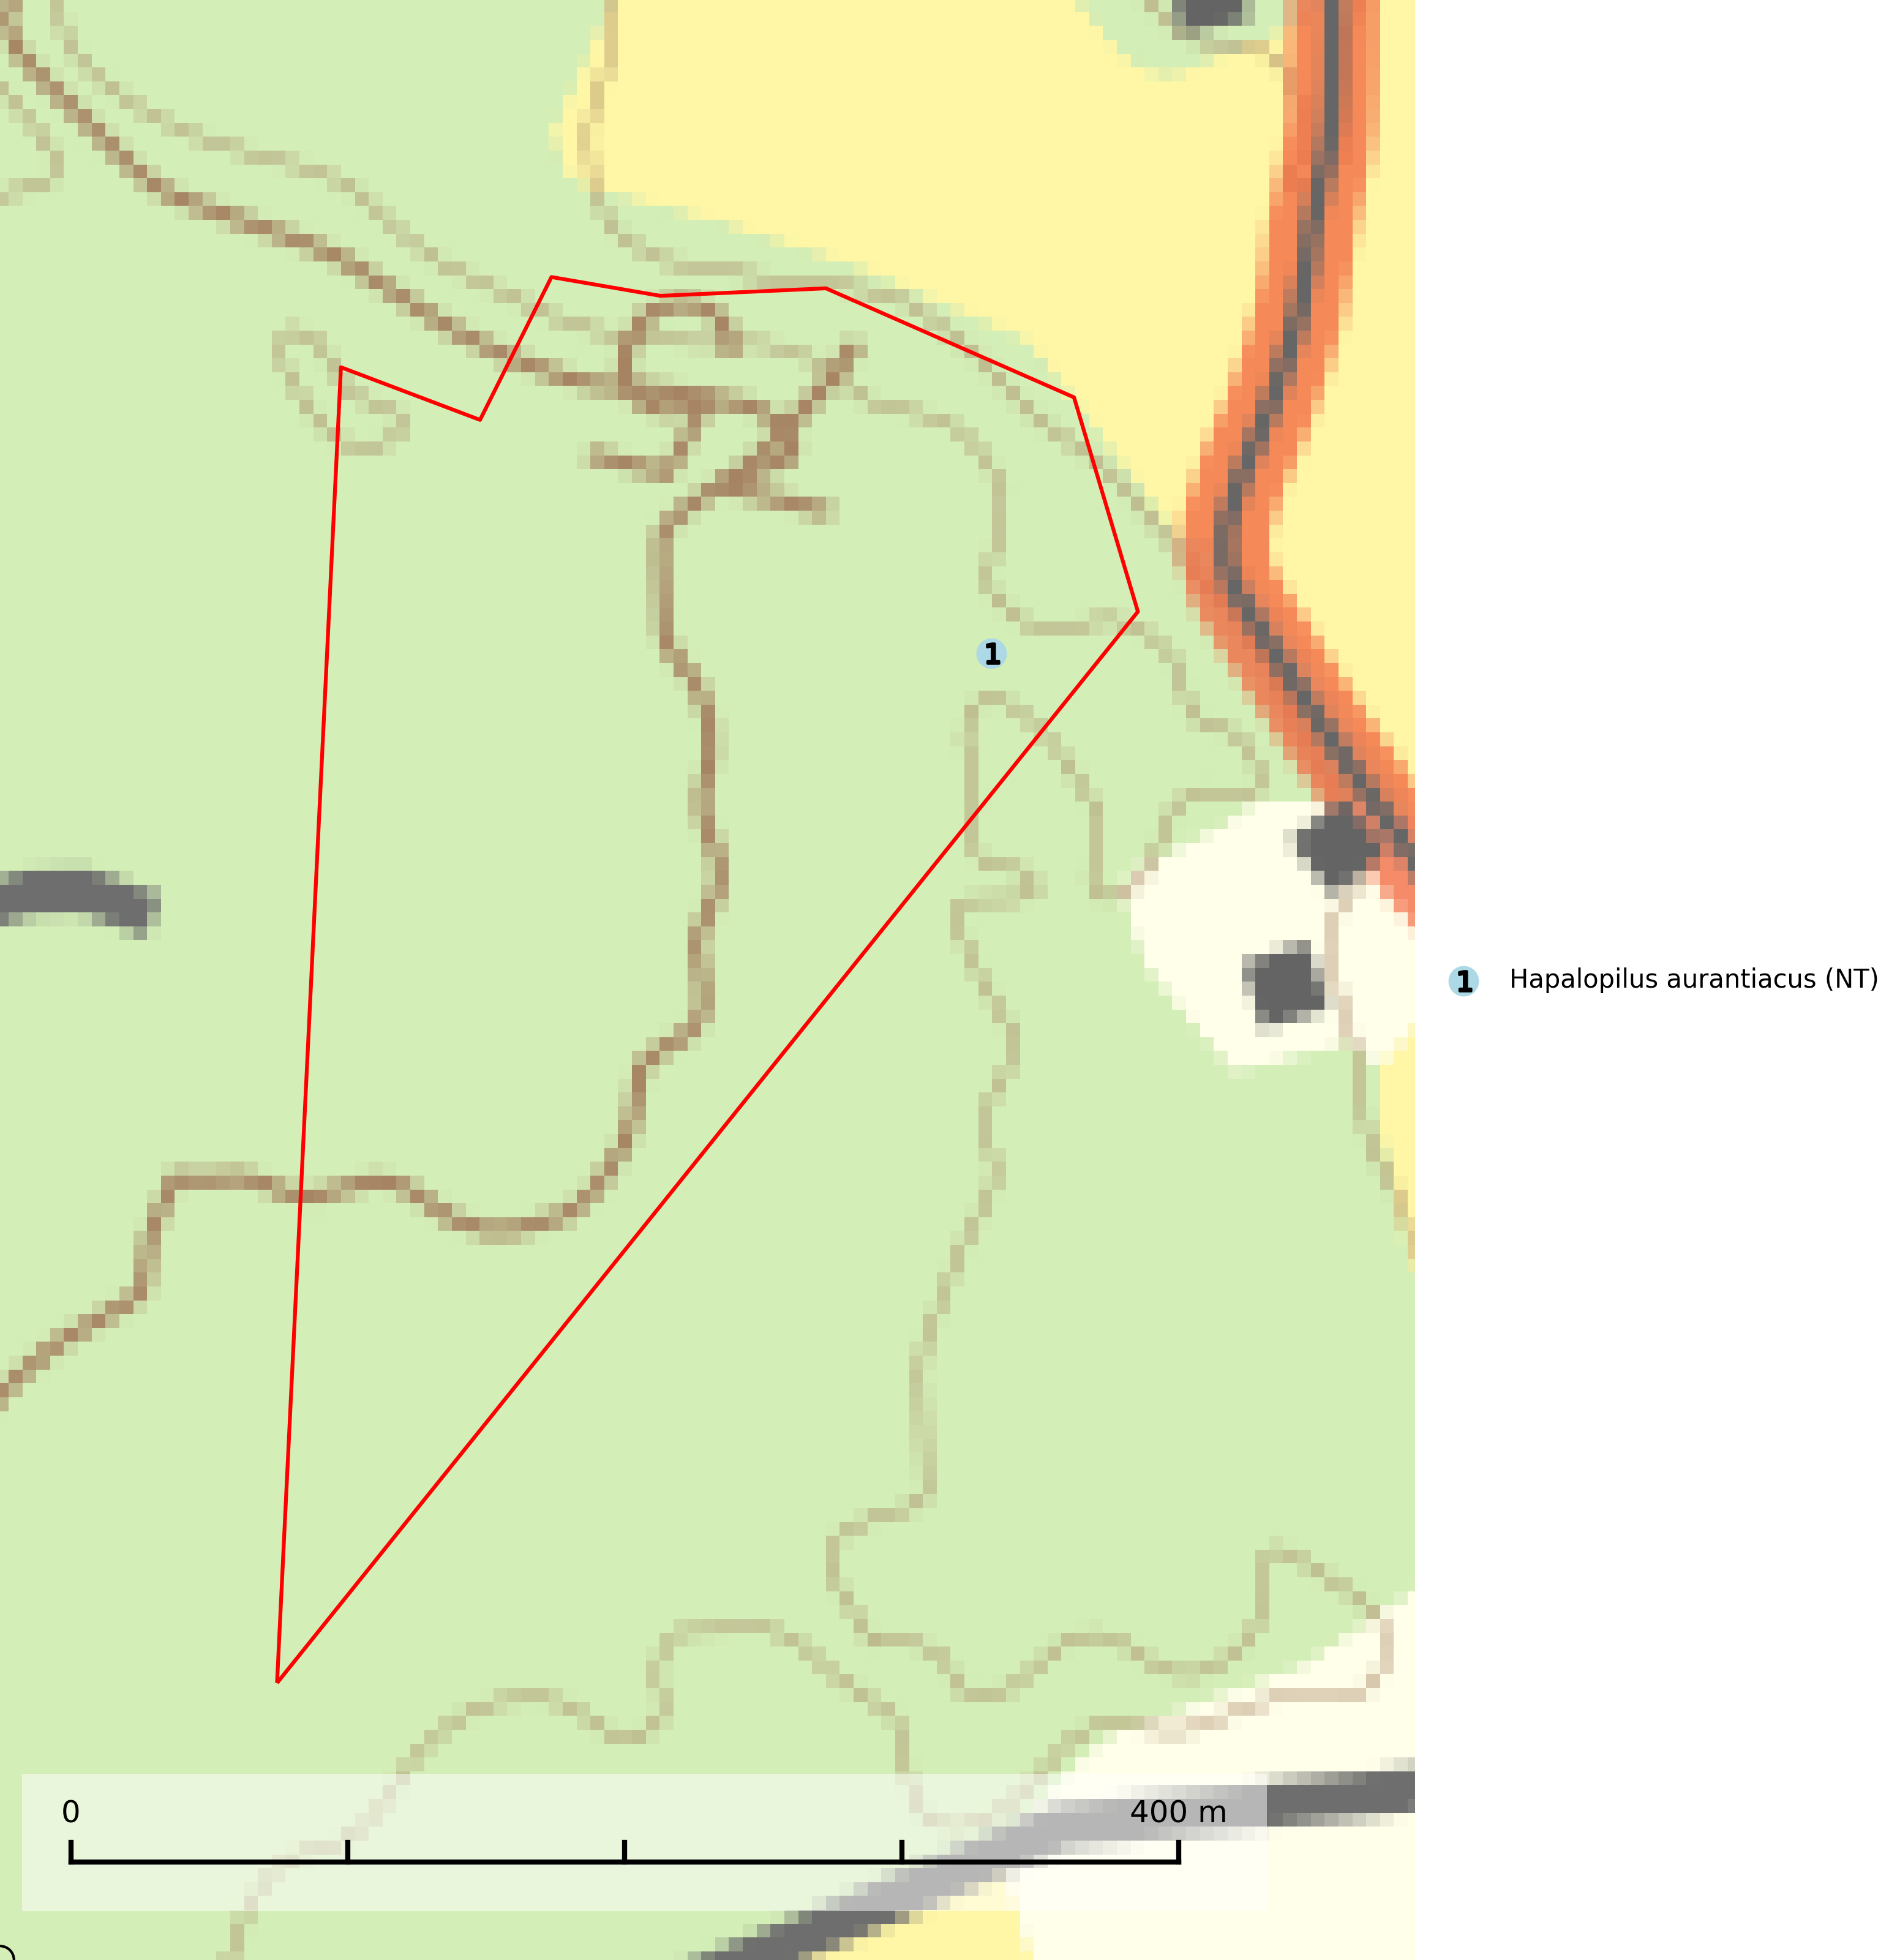 1
1 Hapalopilus aurantiacus (NT)
0 400 m